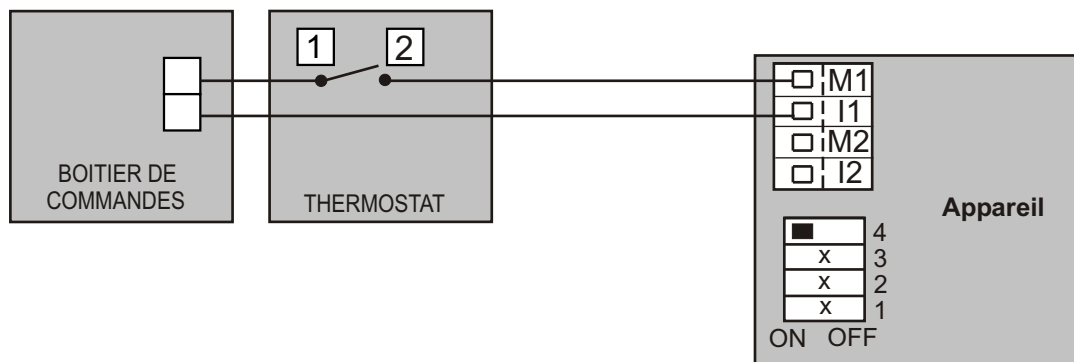 BOITIER DE
COMMANDES
1 2
THERMOSTAT
M1
I1
M2
I2
Appareil
4
x 3
x 2
x 1
ON OFF